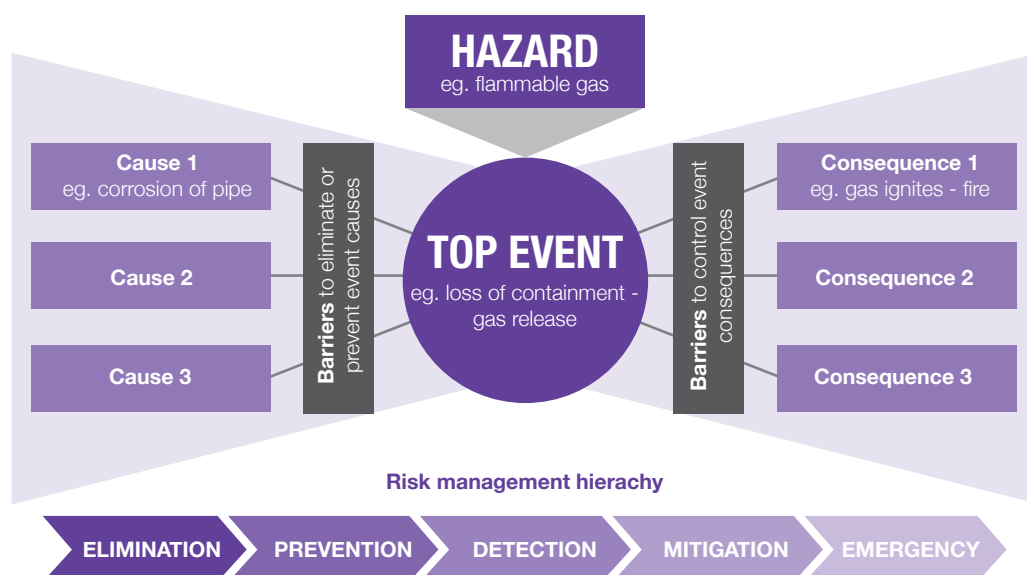 HAZARD
eg. flammable gas
Cause 1
eg. corrosion of pipe
Cause 2
Cause 3
Barriers to eliminate or
prevent event causes
TOP EVENT
eg. loss of containment -
gas release
Barriers to control event
consequences
Consequence 1
eg. gas ignites - fire
Consequence 2
Consequence 3
Risk management hierachy
ELIMINATION
PREVENTION
DETECTION
MITIGATION
EMERGENCY